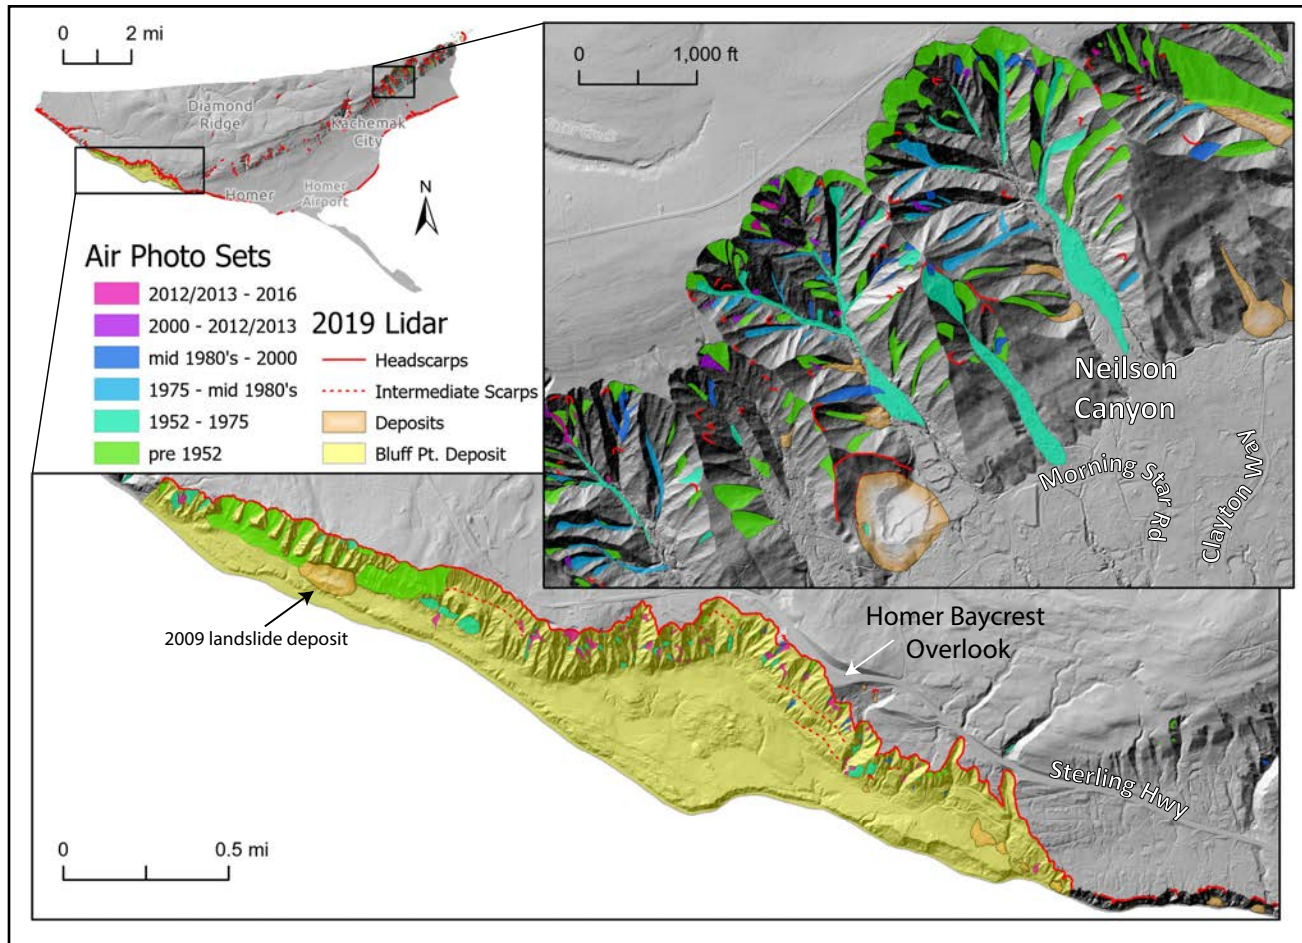 0 2 mi
Diamond
Ridge
Kachemak
City
Homer
Homer
Airport
N
Air Photo Sets
2012/2013 - 2016
2000 - 2012/2013
mid 1980's - 2000
1975 - mid 1980's
1952 - 1975
pre 1952
2019 Lidar
Headscarps
Intermediate Scarps
Deposits
Bluff Pt. Deposit
0 1,000 ft
Neilson
Canyon
Morning Star Rd
Clayton Way
2009 landslide deposit
Homer Baycrest
Overlook
Sterling Hwy
0 0.5 mi